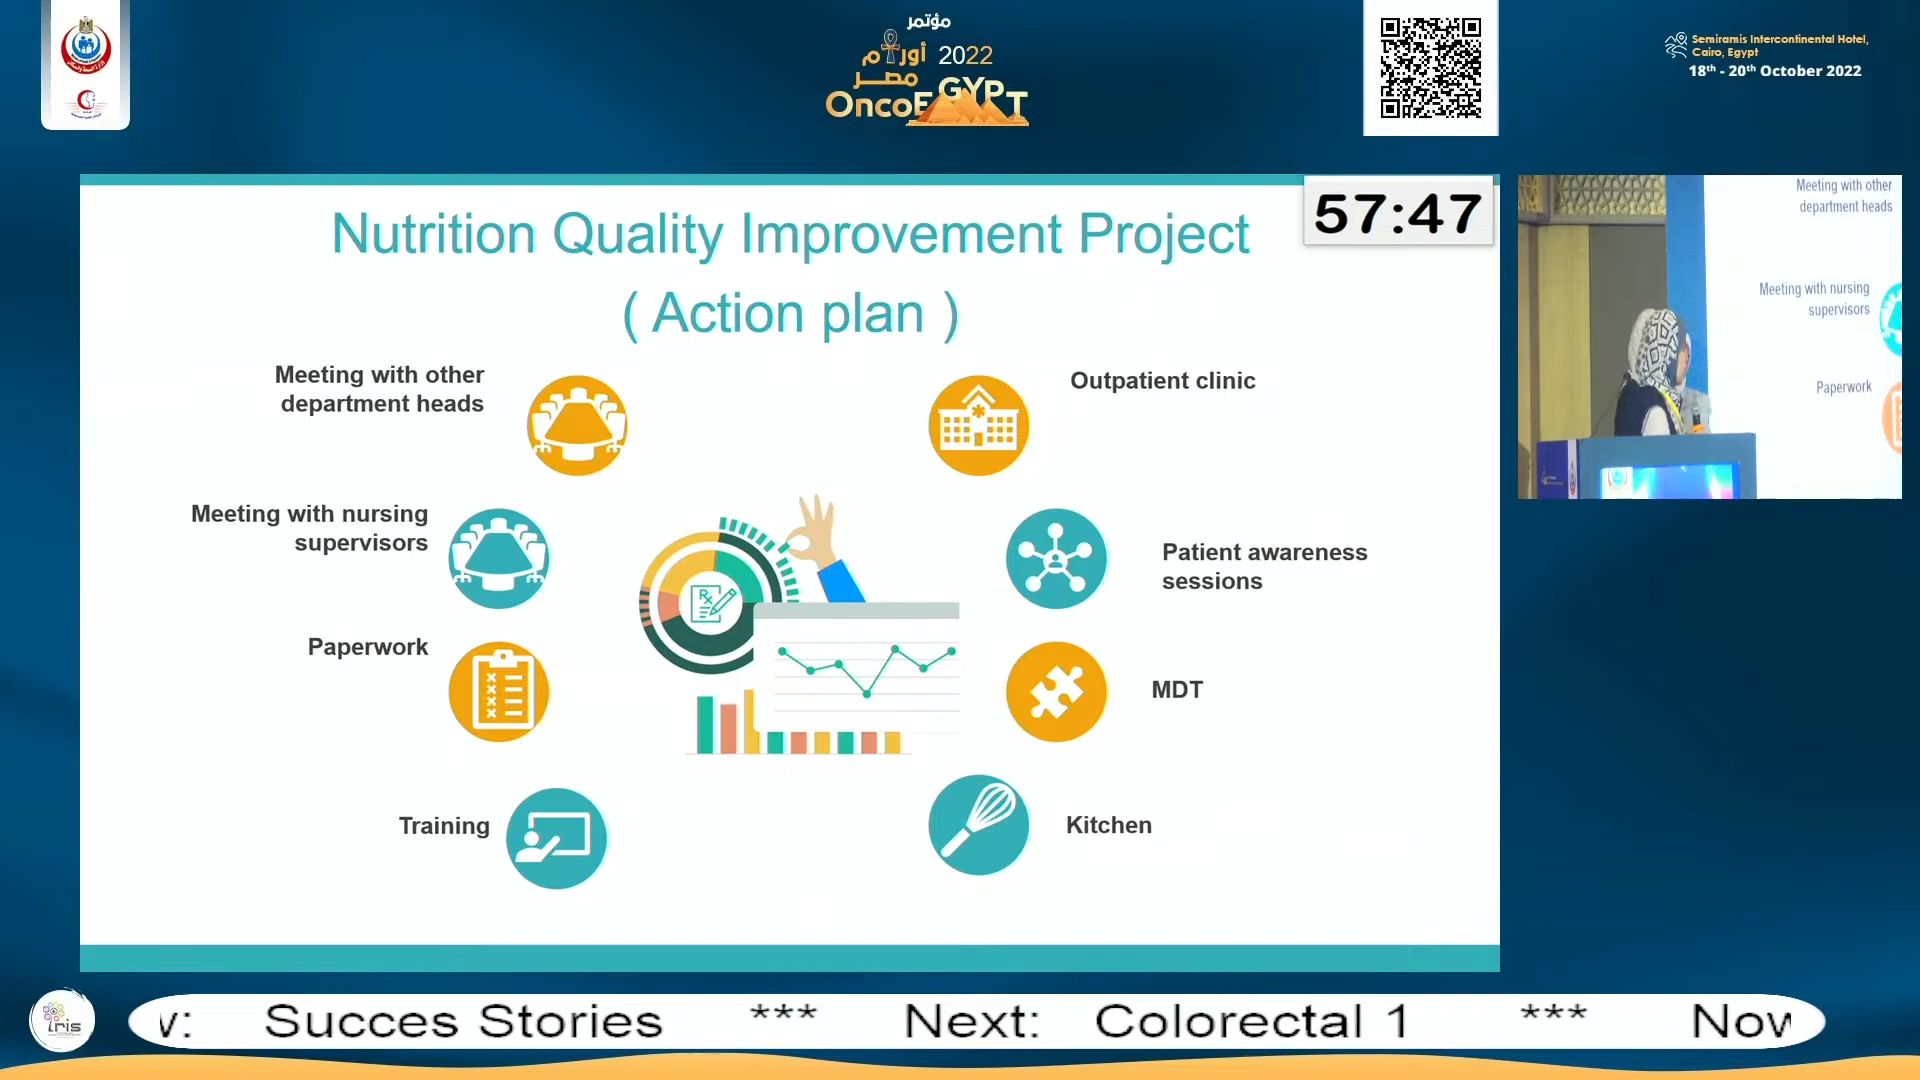 مؤتمر
أورام 2022
مصر
OncoEGYPT
Semiramis Intercontinental Hotel,
Cairo, Egypt
18th - 20th October 2022
57:47
Nutrition Quality Improvement Project
( Action plan )
Meeting with other
department heads
Outpatient clinic
Meeting with nursing
supervisors
Patient awareness
sessions
Paperwork
MDT
Training
Kitchen
Rx
Meeting with other
department heads
Meeting with nursing
supervisors
Paperwork
iris
Succes Stories *** Next: Colorectal 1 *** Now